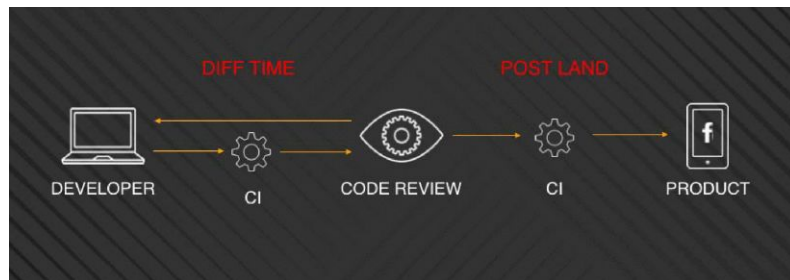 DIFF TIME
POST LAND
f
DEVELOPER
CI
CODE REVIEW
CI
PRODUCT